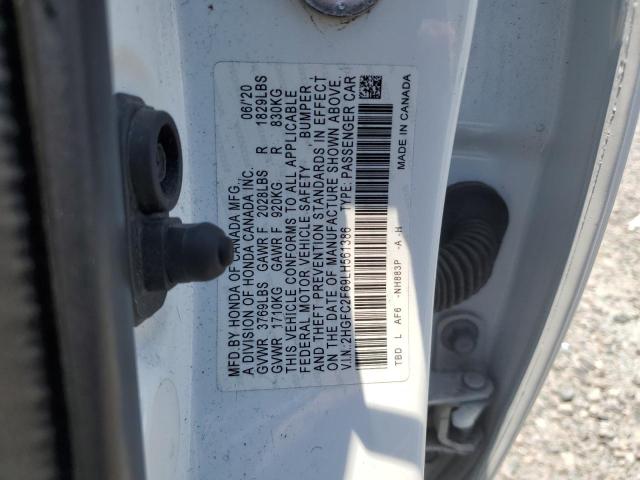 MFD.BY HONDA OF CANADA MFG. 06/20
A DIVISION OF HONDA CANADA INC.
GVWR 3769LBS GAWR F 2028LBS R 1829LBS
GVWR 1710KG GAWR F 920KG R 830KG
THIS VEHICLE CONFORMS TO ALL APPLICABLE
FEDERAL MOTOR VEHICLE SAFETY, BUMPER
AND THEFT PREVENTION STANDARDS IN EFFECT
ON THE DATE OF MANUFACTURE SHOWN ABOVE.
V.I.N:2HGFC2F69LH561386 TYPE: PASSENGER CAR
TBD L AF6 -NH883P -A-H MADE IN CANADA